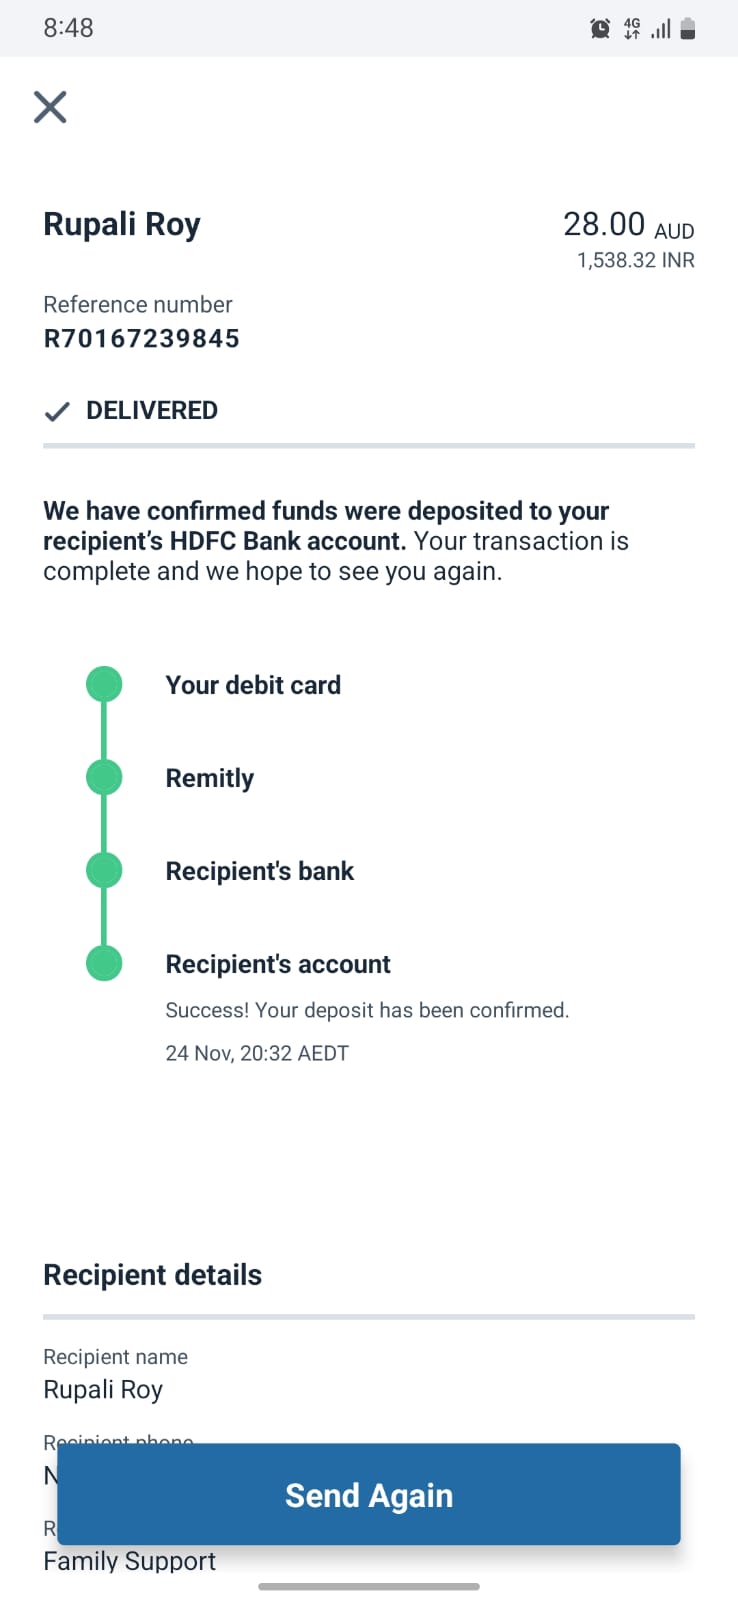 8:48
4G
Rupali Roy
28.00 AUD
1,538.32 INR
Reference number
R70167239845
DELIVERED
We have confirmed funds were deposited to your
recipient's HDFC Bank account. Your transaction is
complete and we hope to see you again.
Your debit card
Remitly
Recipient's bank
Recipient's account
Success! Your deposit has been confirmed.
24 Nov, 20:32 AEDT
Recipient details
Recipient name
Rupali Roy
Recipient phone
Send Again
Family Support